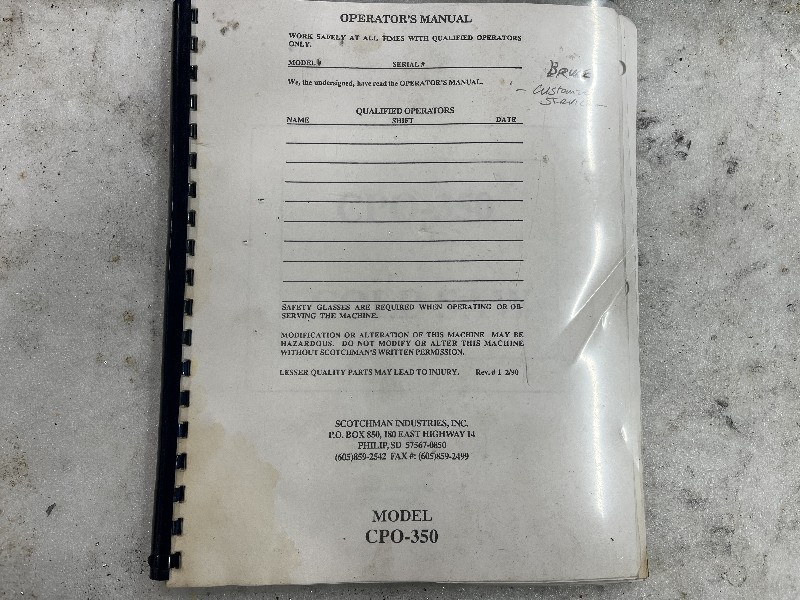 OPERATOR'S MANUAL
WORK SAFELY AT ALL TIMES WITH QUALIFIED OPERATORS
ONLY.
MODEL# SERIAL#
We, the undersigned, have read the OPERATOR'S MANUAL.
BRUCE
- CUSTOMER
SERVICE
QUALIFIED OPERATORS
NAME SHIFT DATE
SAFETY GLASSES ARE REQUIRED WHEN OPERATING OR OB-
SERVING THE MACHINE.
MODIFICATION OR ALTERATION OF THIS MACHINE MAY BE
HAZARDOUS. DO NOT MODIFY OR ALTER THIS MACHINE
WITHOUT SCOTCHMAN'S WRITTEN PERMISSION.
LESSER QUALITY PARTS MAY LEAD TO INJURY. Rev. # 1 2/90
SCOTCHMAN INDUSTRIES, INC.
P.O. BOX 850, 180 EAST HIGHWAY 14
PHILIP, SD 57567-0850
(605)859-2542 FAX #: (605)859-2499
MODEL
CPO-350